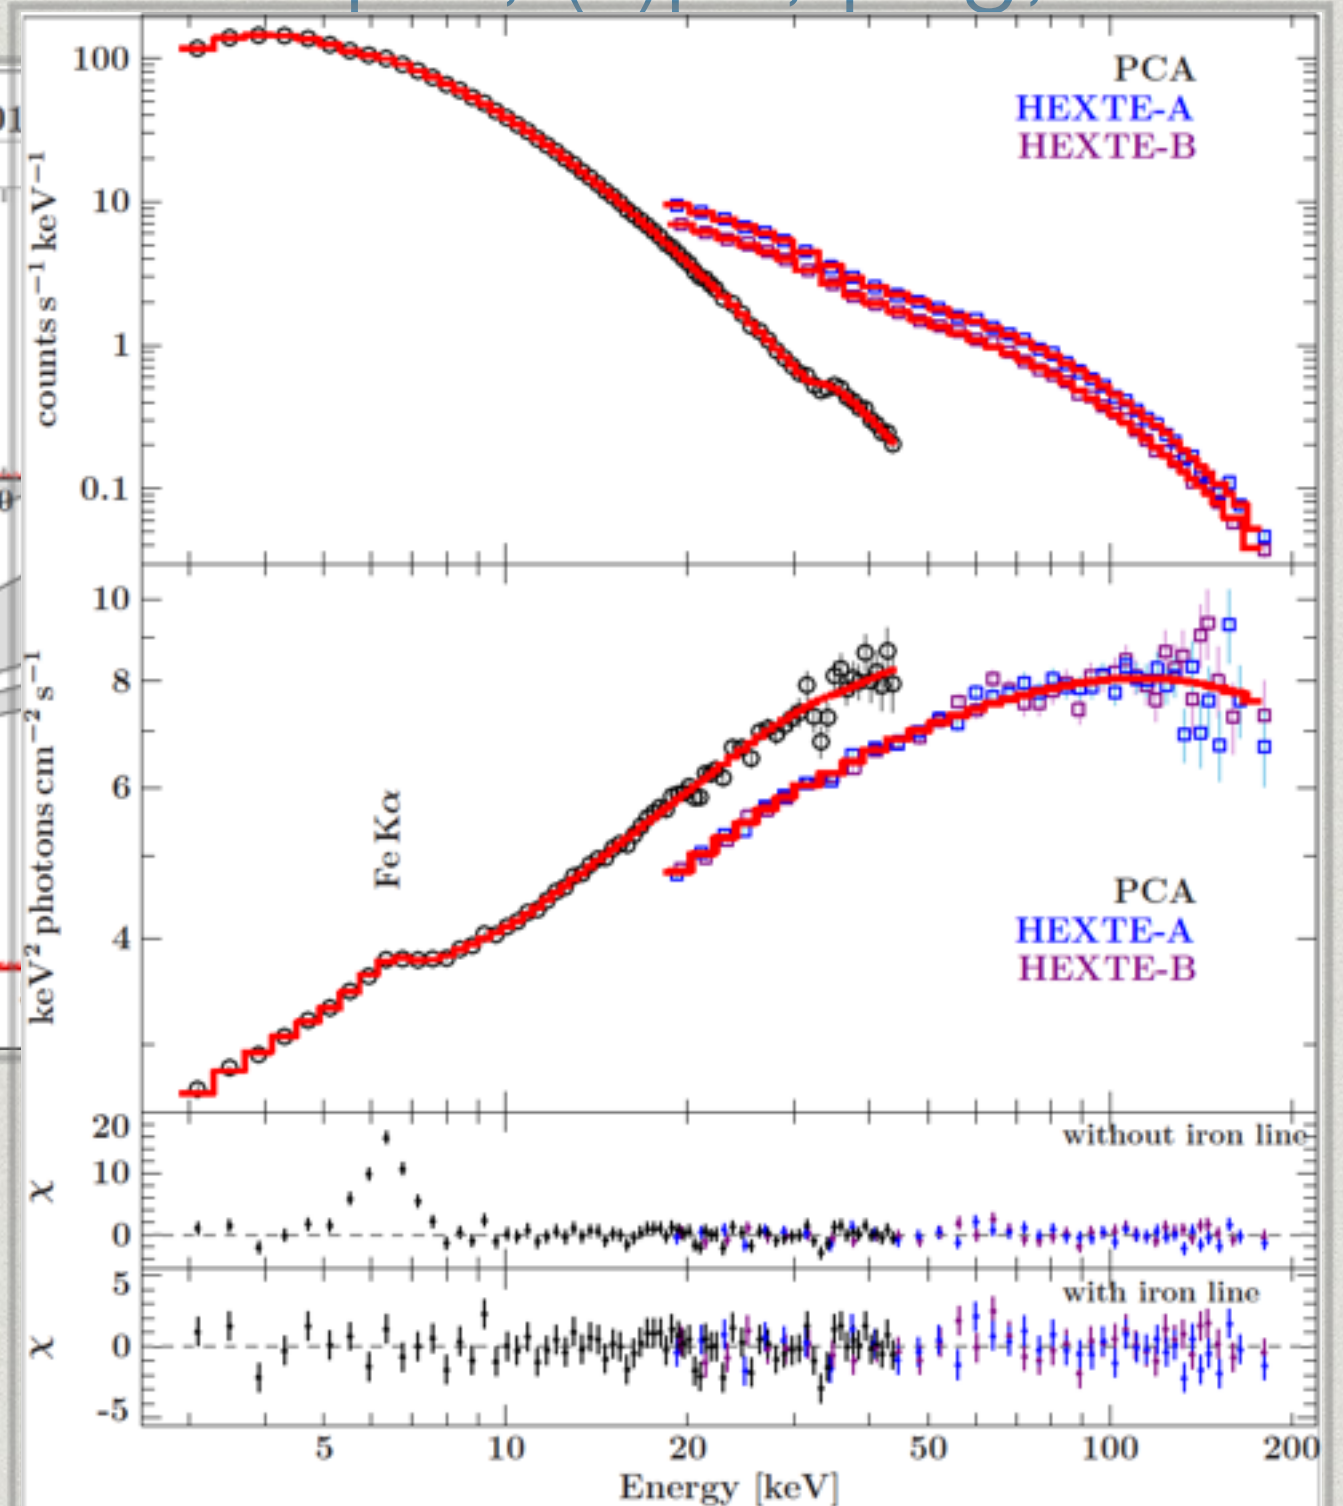 100
10
1
0.1
counts s⁻¹ keV⁻¹
PCA
HEXTE-A
HEXTE-B
10
8
6
4
keV² photons cm⁻² s⁻¹
Fe Kα
PCA
HEXTE-A
HEXTE-B
20
10
0
χ
without iron line
5
0
-5
χ
with iron line
5 10 20 50 100 200
Energy [keV]